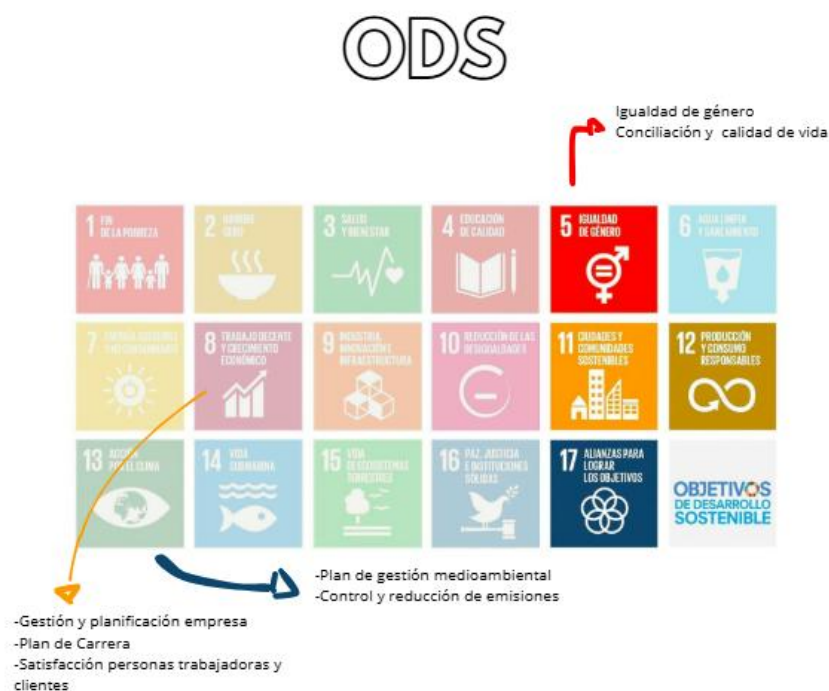 ODS
Igualdad de género
Conciliación y calidad de vida
1 FIN
DE LA POBREZA
2 HAMBRE
CERO
3 SALUD
Y BIENESTAR
4 EDUCACIÓN
DE CALIDAD
5 IGUALDAD
DE GÉNERO
6 AGUA LIMPIA
Y SANEAMIENTO
7 ENERGÍA ASEQUIBLE
Y NO CONTAMINANTE
8 TRABAJO DECENTE
Y CRECIMIENTO
ECONÓMICO
9 INDUSTRIA,
INNOVACIÓN E
INFRAESTRUCTURA
10 REDUCCIÓN DE LAS
DESIGUALDADES
11 CIUDADES Y
COMUNIDADES
SOSTENIBLES
12 PRODUCCIÓN
Y CONSUMO
RESPONSABLES
13 ACCIÓN
POR EL CLIMA
14 VIDA
SUBMARINA
15 VIDA
DE ECOSISTEMAS
TERRESTRES
16 PAZ, JUSTICIA
E INSTITUCIONES
SÓLIDAS
17 ALIANZAS PARA
LOGRAR
LOS OBJETIVOS
OBJETIVOS
DE DESARROLLO
SOSTENIBLE
-Plan de gestión medioambiental
-Control y reducción de emisiones
-Gestión y planificación empresa
-Plan de Carrera
-Satisfacción personas trabajadoras y
clientes